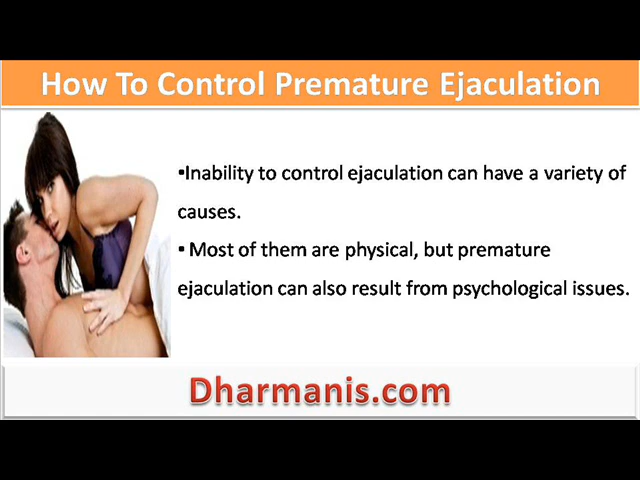 How To Control Premature Ejaculation
•Inability to control ejaculation can have a variety of
causes.
• Most of them are physical, but premature
ejaculation can also result from psychological issues.
Dharmanis.com